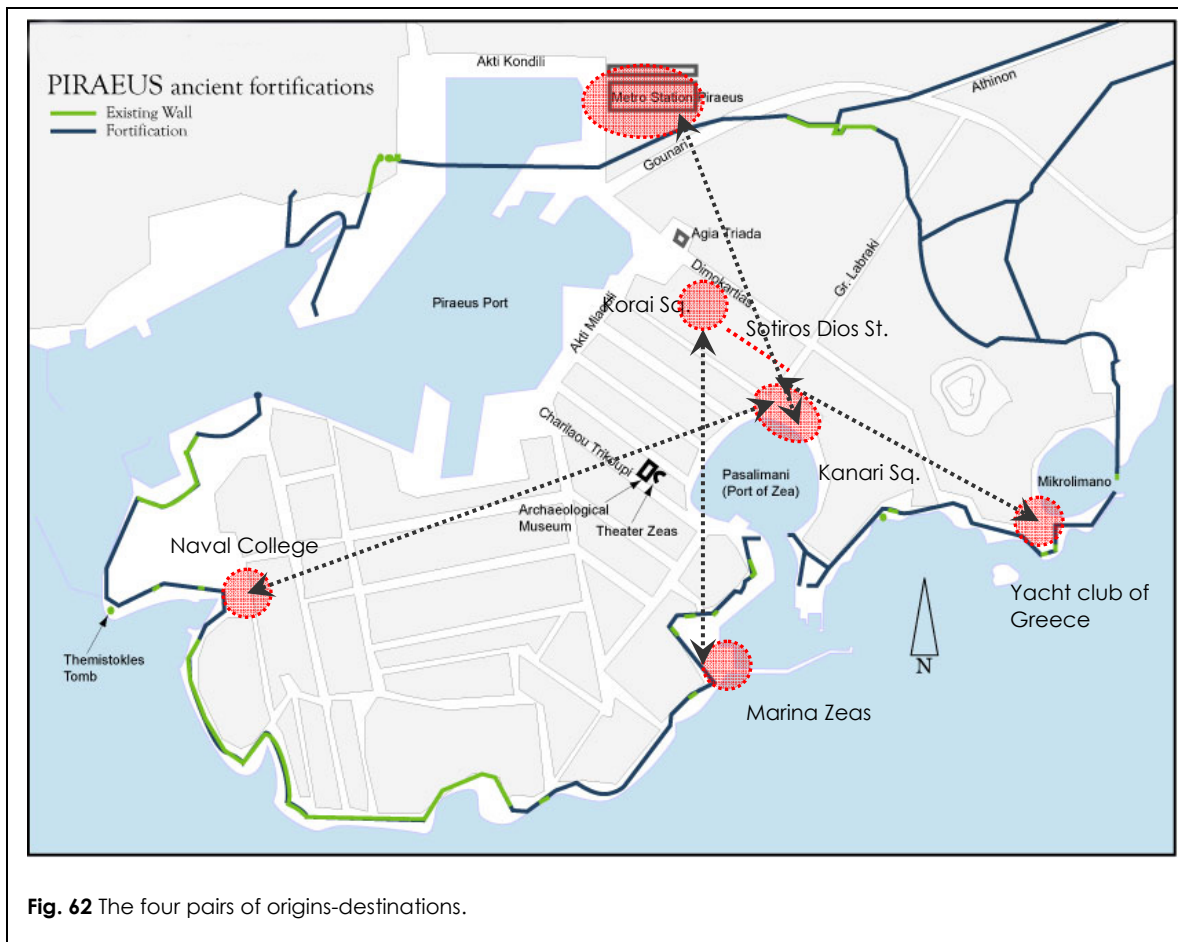 Akti Kondili
PIRAEUS ancient fortifications
Existing Wall
Fortification
Metro Station Piraeus
Athinon
Gounari
Agia Triada
Dimokartias
Gr. Labraki
Piraeus Port
Korai Sq.
Akti Miaouli
Sotiros Dios St.
Charilaou Trikoupi
Pasalimani
(Port of Zea)
Kanari Sq.
Mikrolimano
Archaeological
Museum
Theater Zeas
Naval College
Yacht club of
Greece
Themistokles
Tomb
N
Marina Zeas
Fig. 62 The four pairs of origins-destinations.